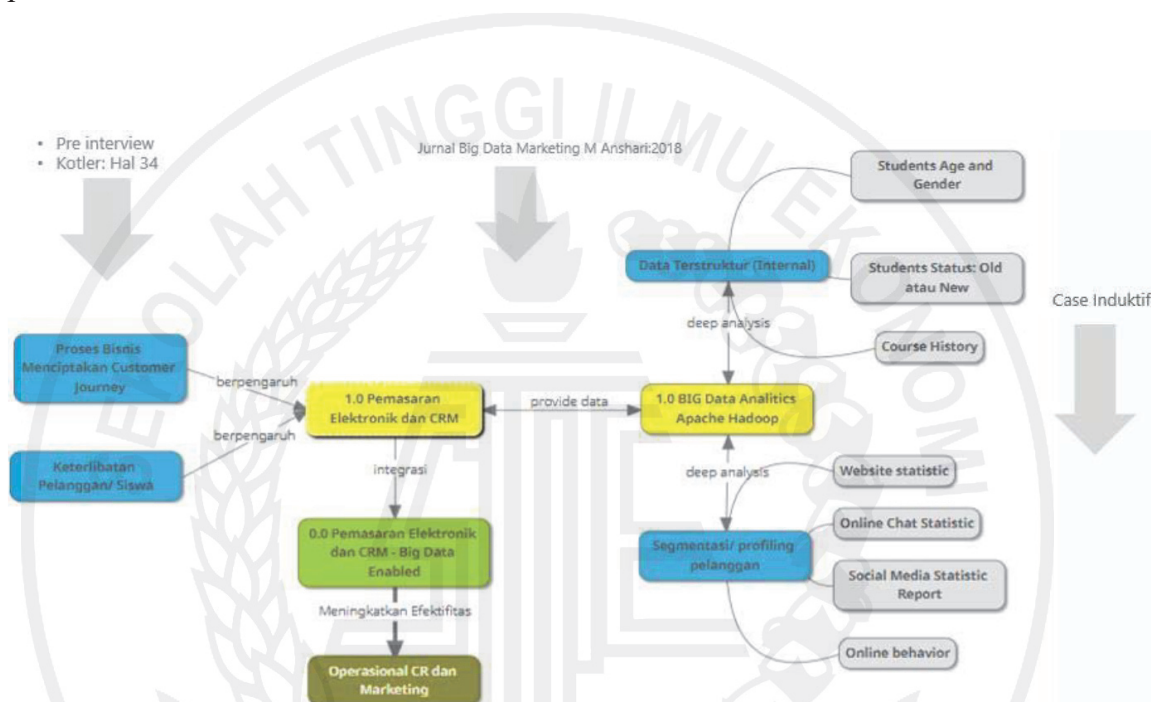 • Pre interview
• Kotler: Hal 34
Jurnal Big Data Marketing M Anshari:2018
Case Induktif
Proses Bisnis
Menciptakan Customer
Journey
Keterlibatan
Pelanggan/ Siswa
berpengaruh
berpengaruh
1.0 Pemasaran
Elektronik dan CRM
integrasi
0.0 Pemasaran Elektronik
dan CRM - Big Data
Enabled
Meningkatkan Efektifitas
Operasional CR dan
Marketing
provide data
1.0 BIG Data Analitics
Apache Hadoop
deep analysis
Data Terstruktur (Internal)
Students Age and
Gender
Students Status: Old
atau New
Course History
deep analysis
Segmentasi/ profiling
pelanggan
Website statistic
Online Chat Statistic
Social Media Statistic
Report
Online behavior
SEKOLAH TINGGI ILMU EKONOM